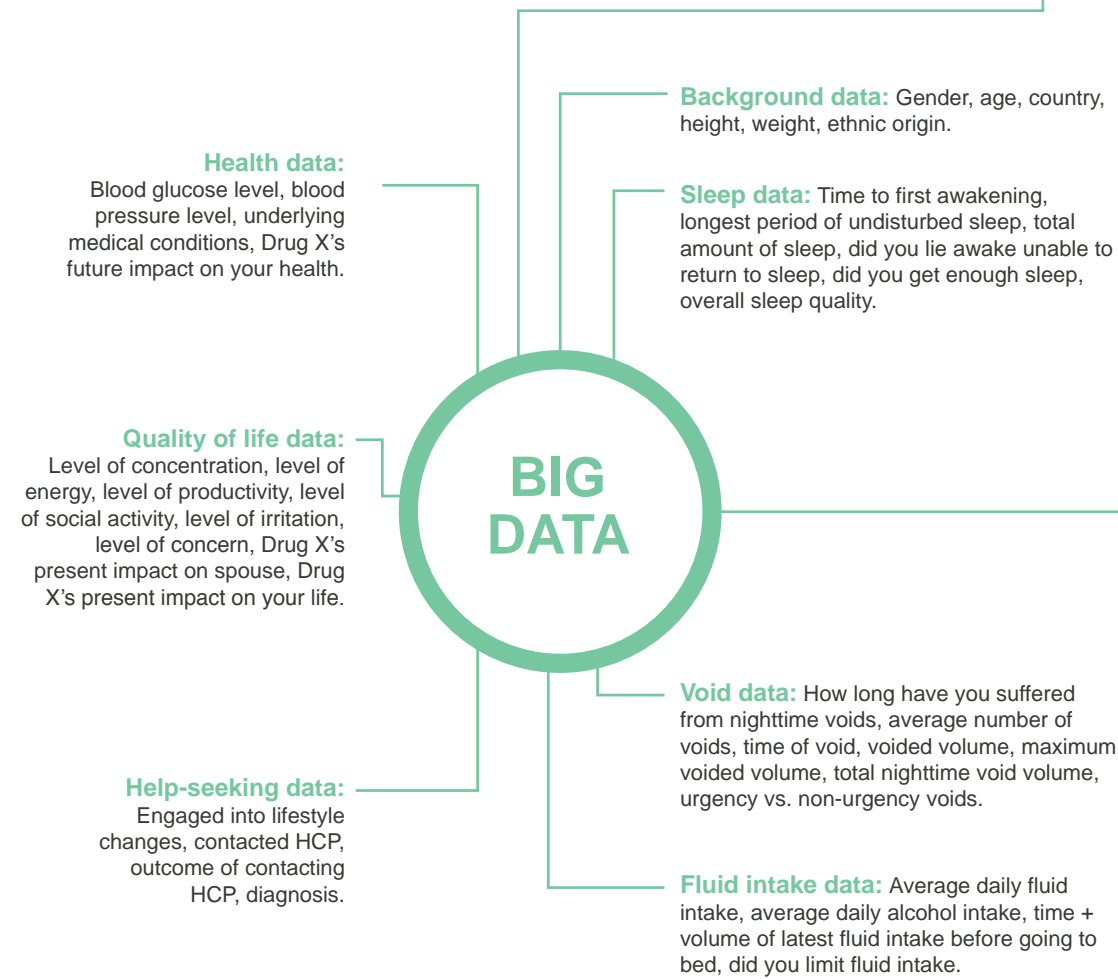 Background data: Gender, age, country,
height, weight, ethnic origin.
Health data:
Blood glucose level, blood
pressure level, underlying
medical conditions, Drug X’s
future impact on your health.
Sleep data: Time to first awakening,
longest period of undisturbed sleep, total
amount of sleep, did you lie awake unable to
return to sleep, did you get enough sleep,
overall sleep quality.
Quality of life data:
Level of concentration, level of
energy, level of productivity, level
of social activity, level of irritation,
level of concern, Drug X’s
present impact on spouse, Drug
X’s present impact on your life.
BIG
DATA
Void data: How long have you suffered
from nighttime voids, average number of
voids, time of void, voided volume, maximum
voided volume, total nighttime void volume,
urgency vs. non-urgency voids.
Help-seeking data:
Engaged into lifestyle
changes, contacted HCP,
outcome of contacting
HCP, diagnosis.
Fluid intake data: Average daily fluid
intake, average daily alcohol intake, time +
volume of latest fluid intake before going to
bed, did you limit fluid intake.